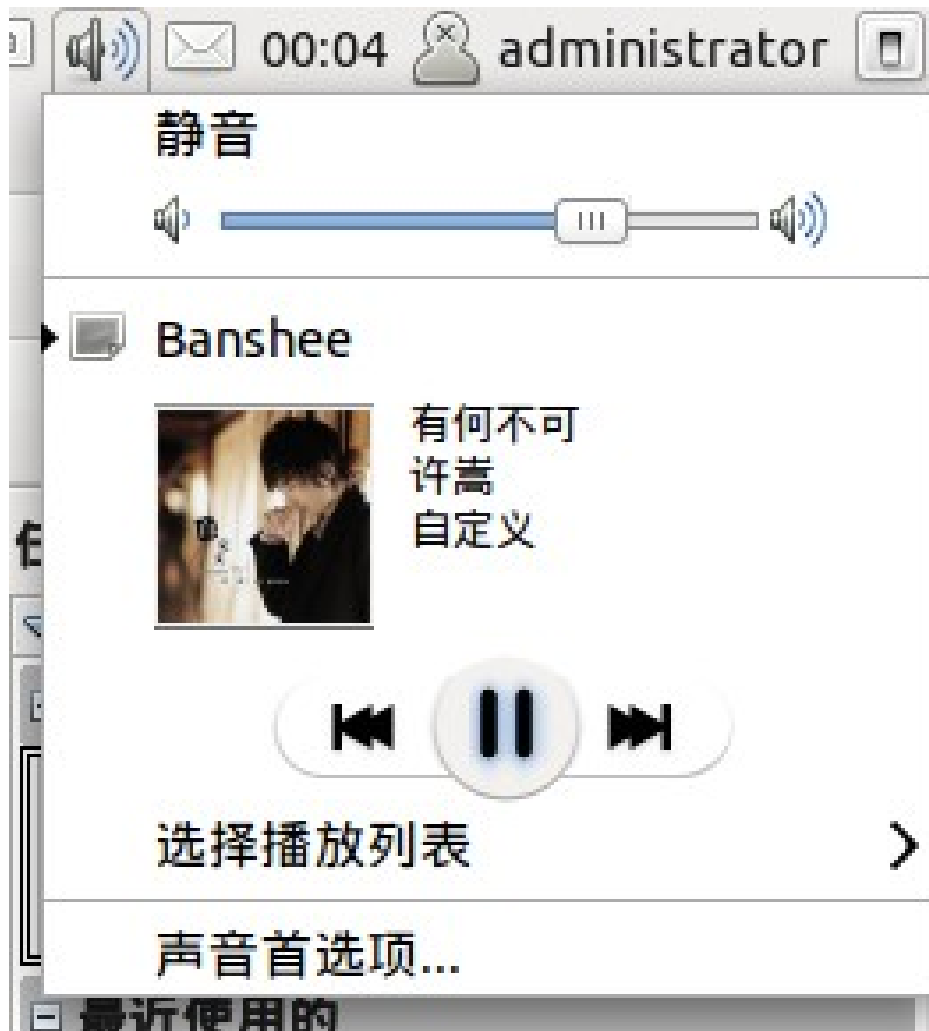 00:04 administrator
静音
Banshee
有何不可
许嵩
自定义
选择播放列表
声音首选项...
最近使用的